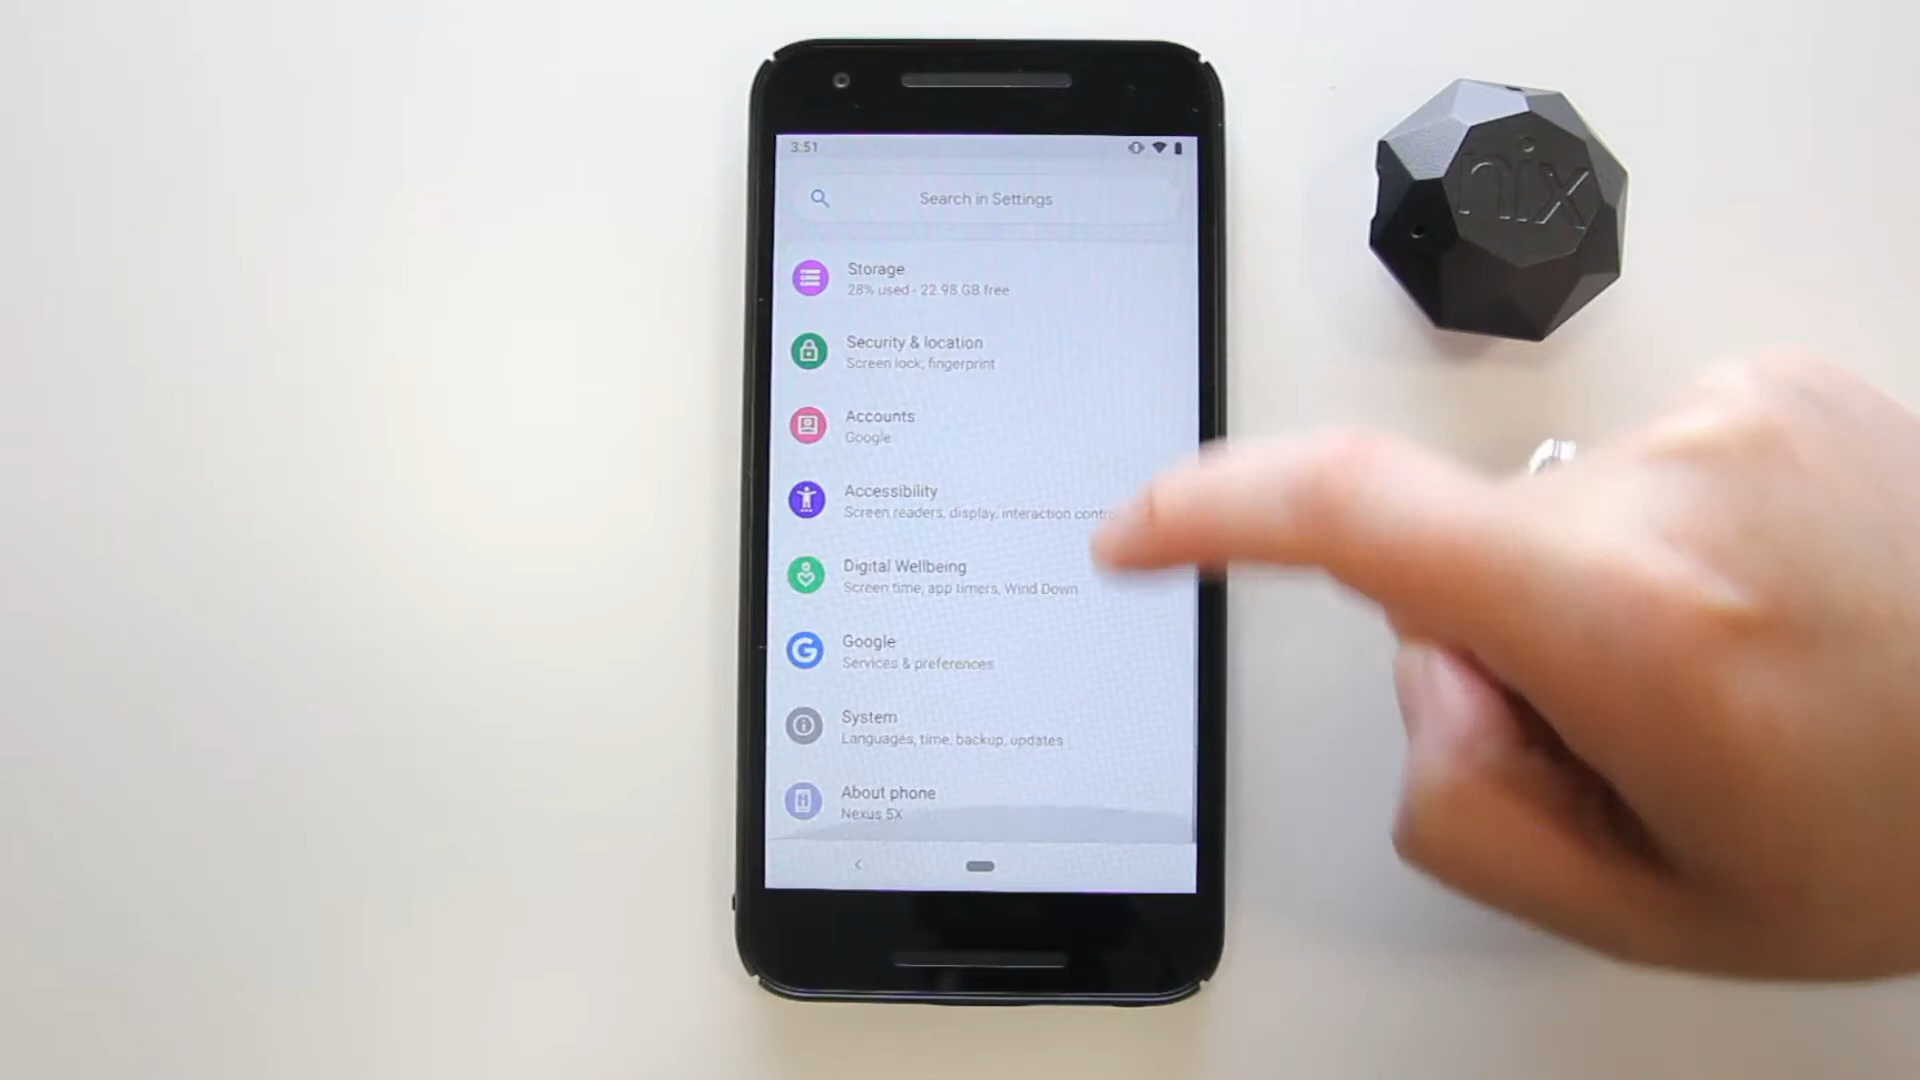 3:51
Search in Settings
Storage
28% used - 22.98 GB free
Security & location
Screen lock, fingerprint
Accounts
Google
Accessibility
Screen readers, display, interaction
Digital Wellbeing
Screen time, app timers, Wind Down
Google
Services & preferences
System
Languages, time, backup, updates
About phone
Nexus 5X
nix